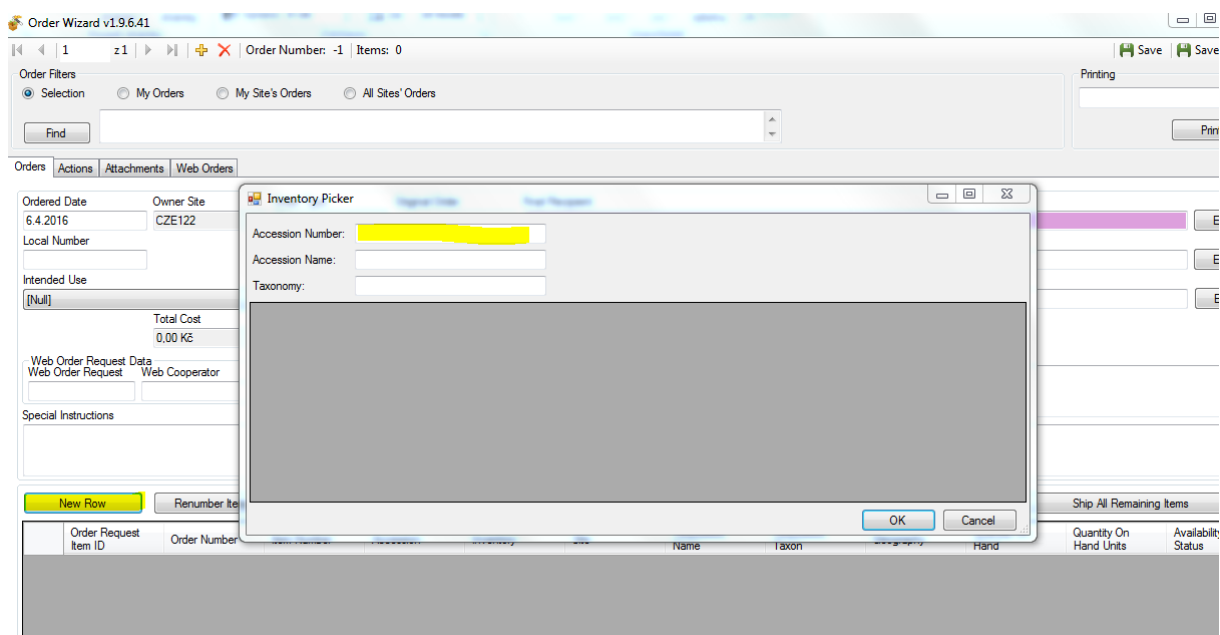 Order Wizard v1.9.6.41
1 z 1 Order Number: -1 Items: 0 Save Save
Order Filters Printing
Selection My Orders My Site's Orders All Sites' Orders
Find Prin
Orders Actions Attachments Web Orders
Inventory Picker
Ordered Date Owner Site
6.4.2016 CZE122 E
Local Number
E
Intended Use
[Null] E
Total Cost
0,00 Kč
Web Order Request Data
Web Order Request Web Cooperator
Special Instructions
Accession Number:
Accession Name:
Taxonomy:
OK Cancel
New Row Renumber Ite Ship All Remaining Items
Order Request Item ID Order Number Name Taxon Hand Quantity On Hand Units Availability Status